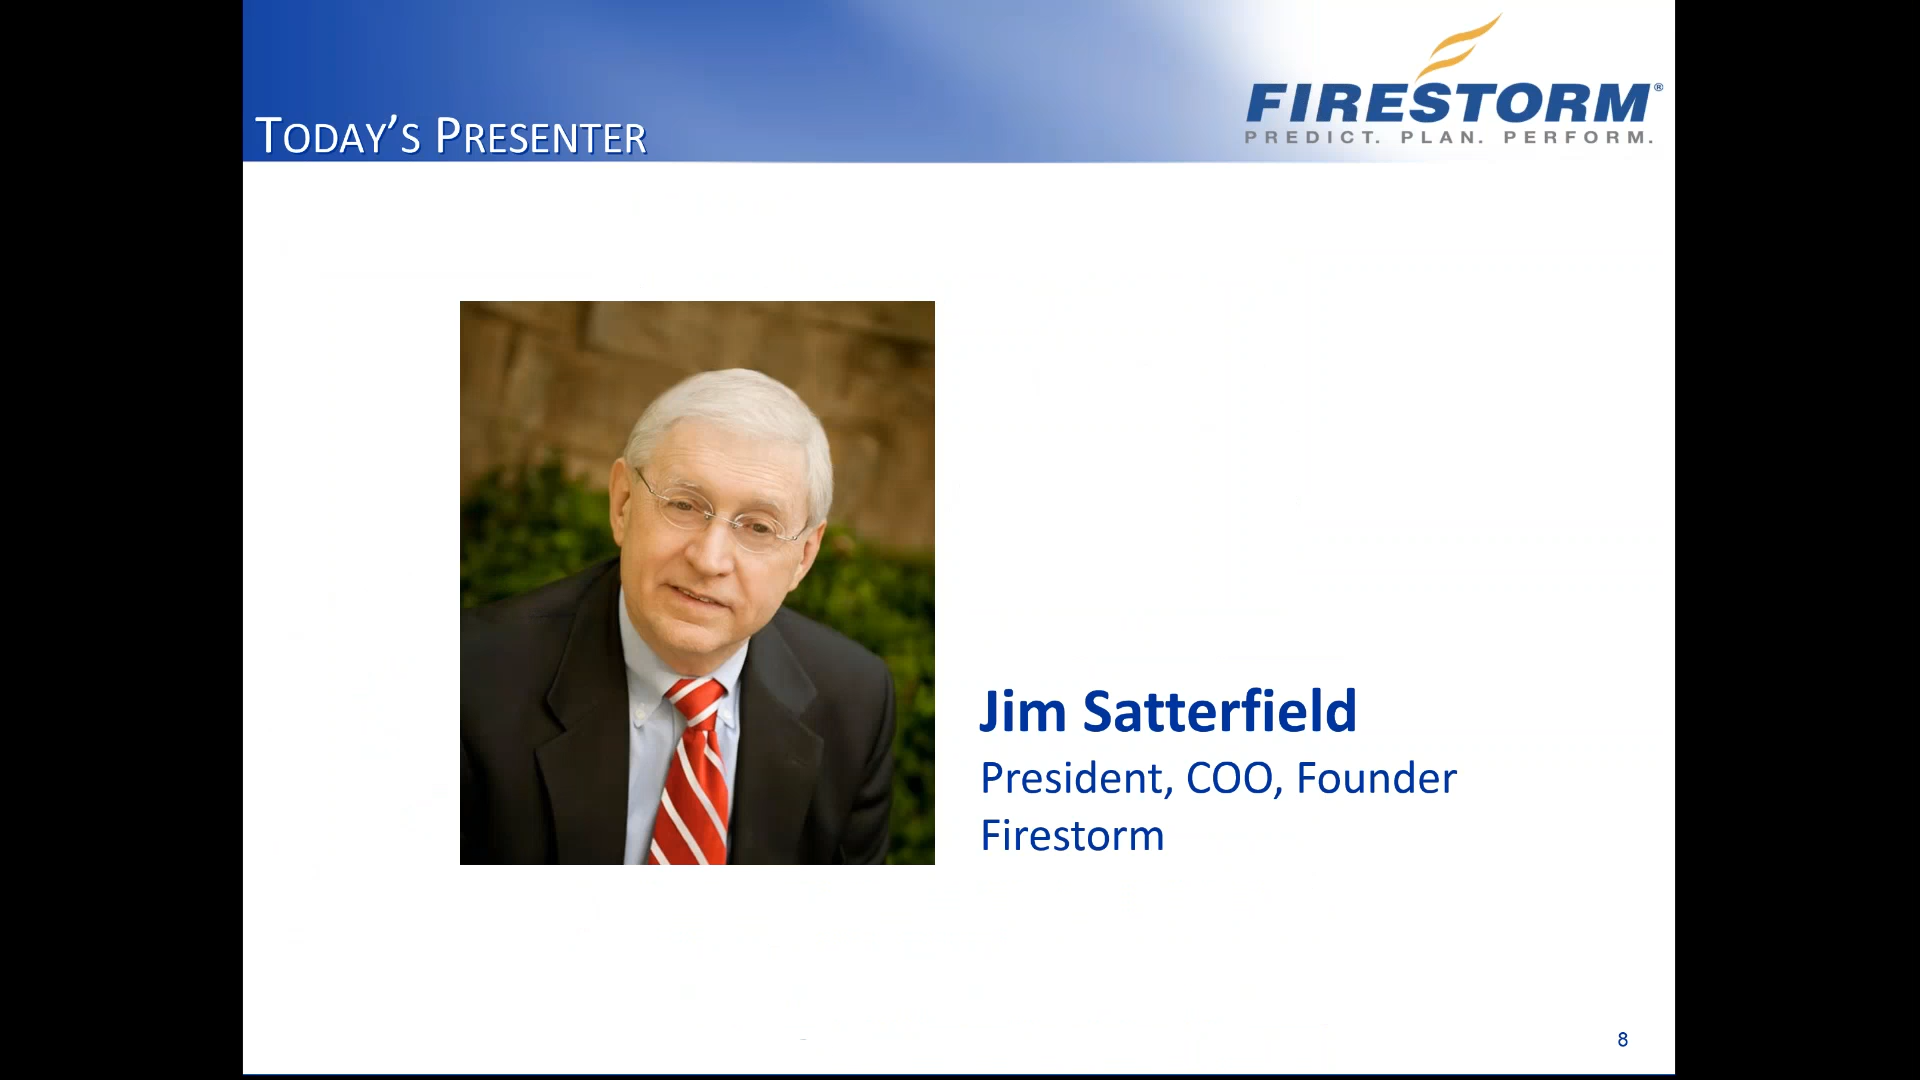 FIRESTORM®
PREDICT. PLAN. PERFORM.
TODAY'S PRESENTER
Jim Satterfield
President, COO, Founder
Firestorm
8